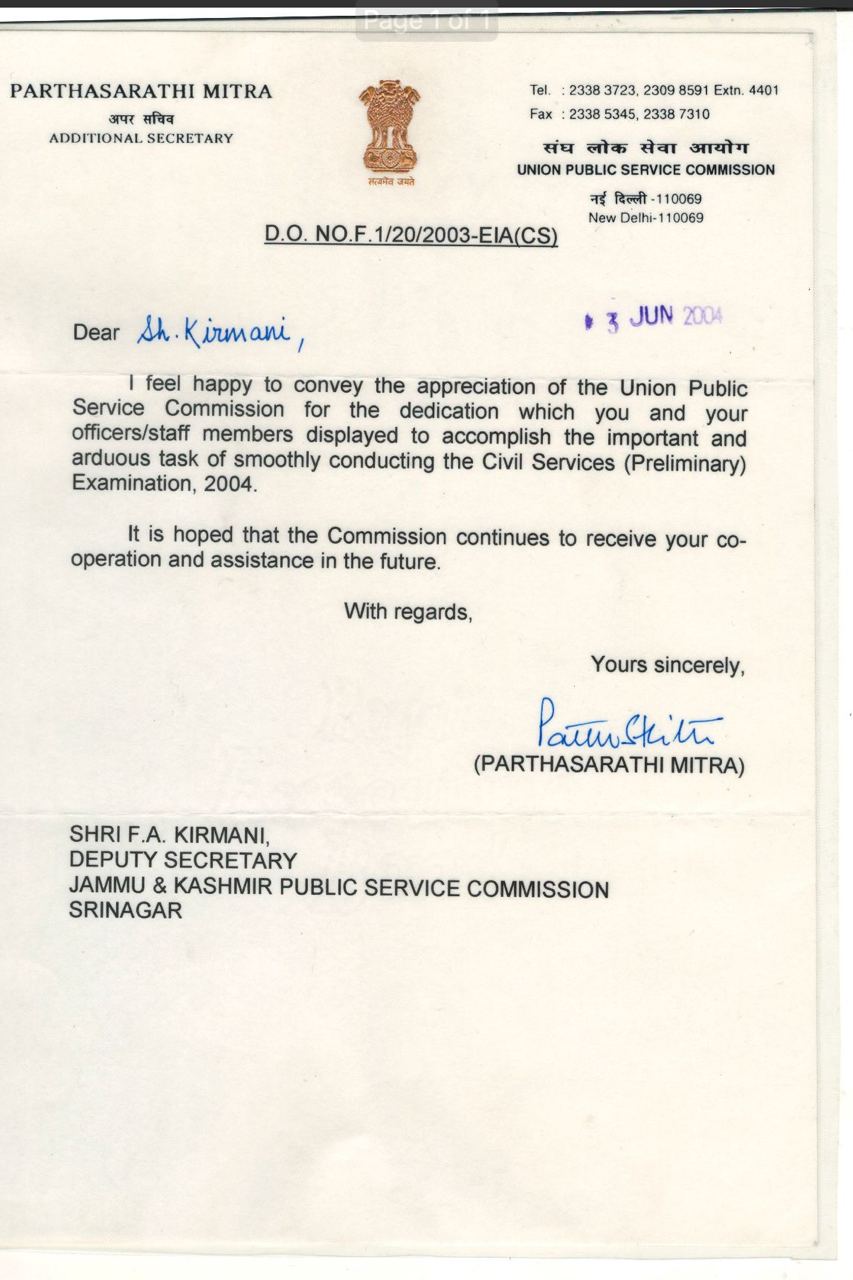 Page 1 of 1
PARTHASARATHI MITRA
अपर सचिव
ADDITIONAL SECRETARY
सत्यमेव जयते
Tel. : 2338 3723, 2309 8591 Extn. 4401
Fax : 2338 5345, 2338 7310
संघ लोक सेवा आयोग
UNION PUBLIC SERVICE COMMISSION
नई दिल्ली -110069
New Delhi-110069
D.O. NO.F.1/20/2003-EIA(CS)
3 JUN 2004
Dear Sh. Kirmani,
I feel happy to convey the appreciation of the Union Public
Service Commission for the dedication which you and your
officers/staff members displayed to accomplish the important and
arduous task of smoothly conducting the Civil Services (Preliminary)
Examination, 2004.
It is hoped that the Commission continues to receive your co-
operation and assistance in the future.
With regards,
Yours sincerely,
(PARTHASARATHI MITRA)
SHRI F.A. KIRMANI,
DEPUTY SECRETARY
JAMMU & KASHMIR PUBLIC SERVICE COMMISSION
SRINAGAR